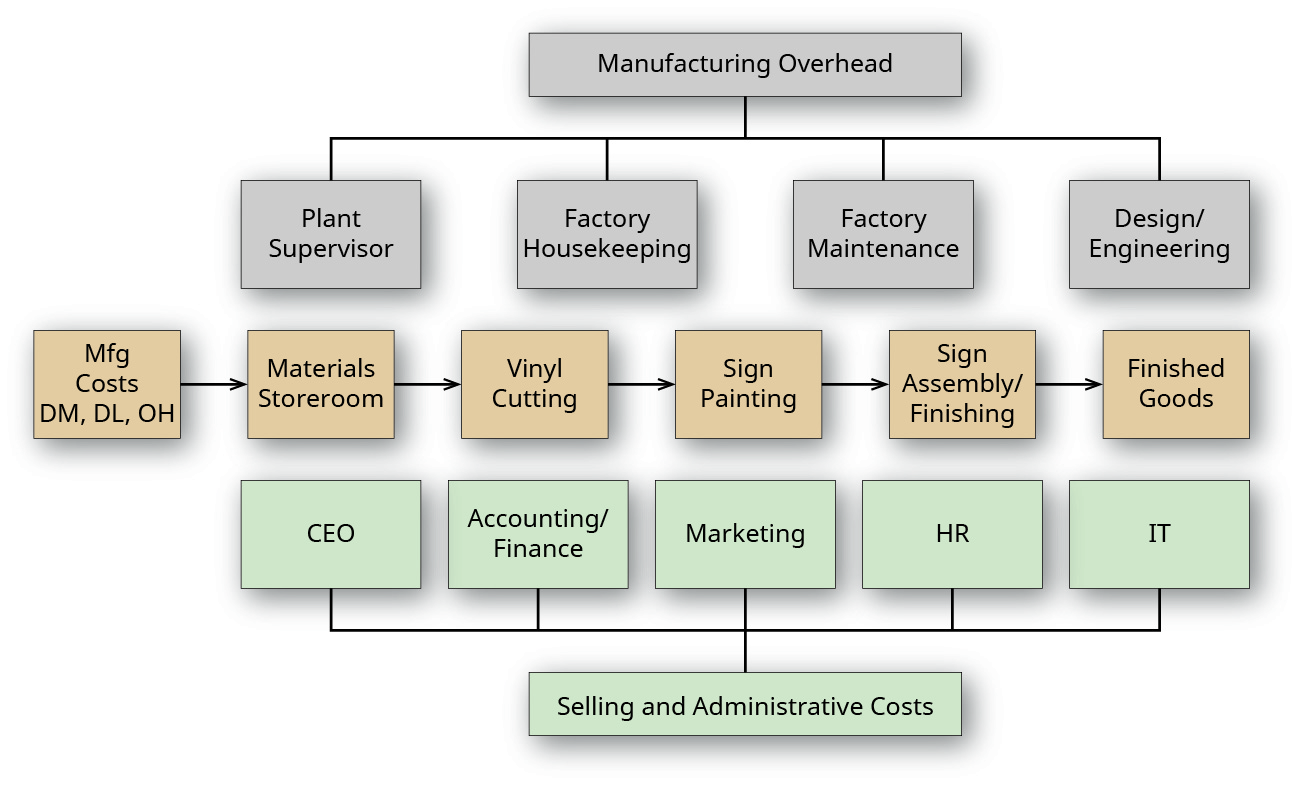 Manufacturing Overhead
Plant
Supervisor
Factory
Housekeeping
Factory
Maintenance
Design/
Engineering
Mfg
Costs
DM, DL, OH
Materials
Storeroom
Vinyl
Cutting
Sign
Painting
Sign
Assembly/
Finishing
Finished
Goods
CEO
Accounting/
Finance
Marketing
HR
IT
Selling and Administrative Costs